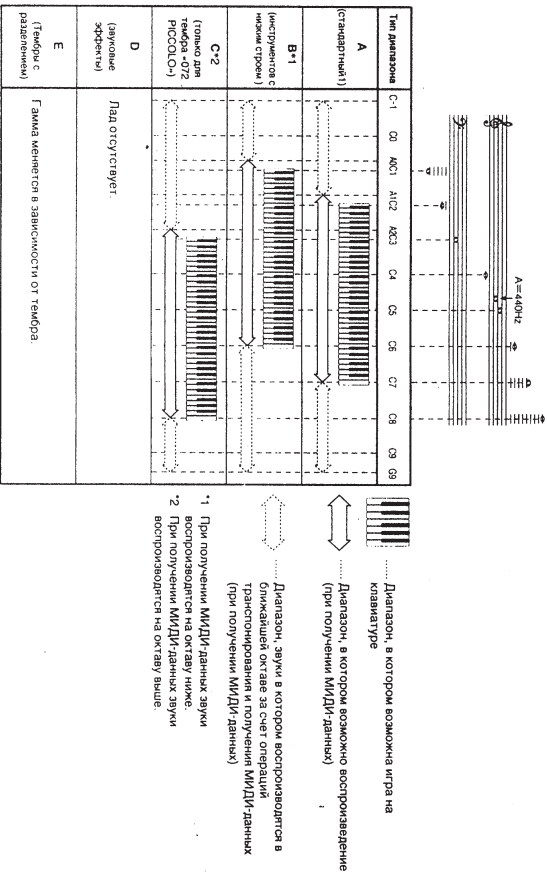 A=440Hz
Тип диапазона
C-1 C0 A0C1 A1C2 A2C3 C4 C5 C6 C7 C8 C9 G9
A
(стандартный1)
B*1
(инструментов с
низким строем)
C*2
(только для
тембра «072
PICCOLO»)
D
(звуковые
эффекты)
Лад отсутствует.
E
(Тембры с
разделением)
Гамма меняется в зависимости от тембра.
..... Диапазон, в котором возможна игра на
клавиатуре
..... Диапазон, в котором возможно воспроизведение
(при получении МИДИ-данных)
..... Диапазон, звуки в котором воспроизводятся в
ближайшей октаве за счет операций
транспонирования и получения МИДИ-данных
(при получении МИДИ-данных)
*1 При получении МИДИ-данных звуки
воспроизводятся на октаву ниже.
*2 При получении МИДИ-данных звуки
воспроизводятся на октаву выше.